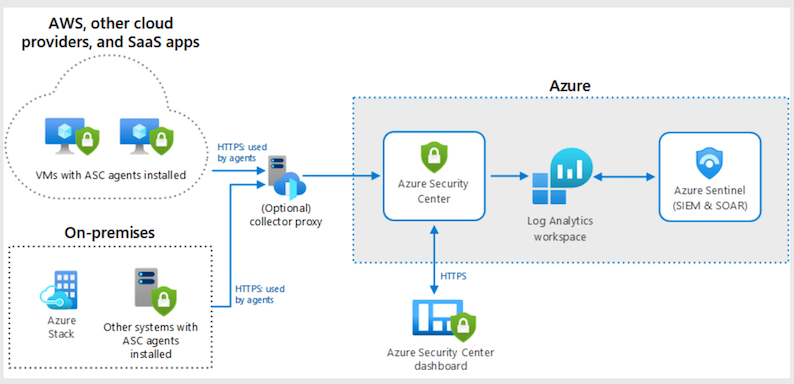 AWS, other cloud
providers, and SaaS apps
VMs with ASC agents installed
HTTPS: used
by agents
(Optional)
collector proxy
On-premises
Azure
Stack
Other systems with
ASC agents
installed
HTTPS: used
by agents
Azure
Azure Security
Center
Log Analytics
workspace
Azure Sentinel
(SIEM & SOAR)
HTTPS
Azure Security Center
dashboard